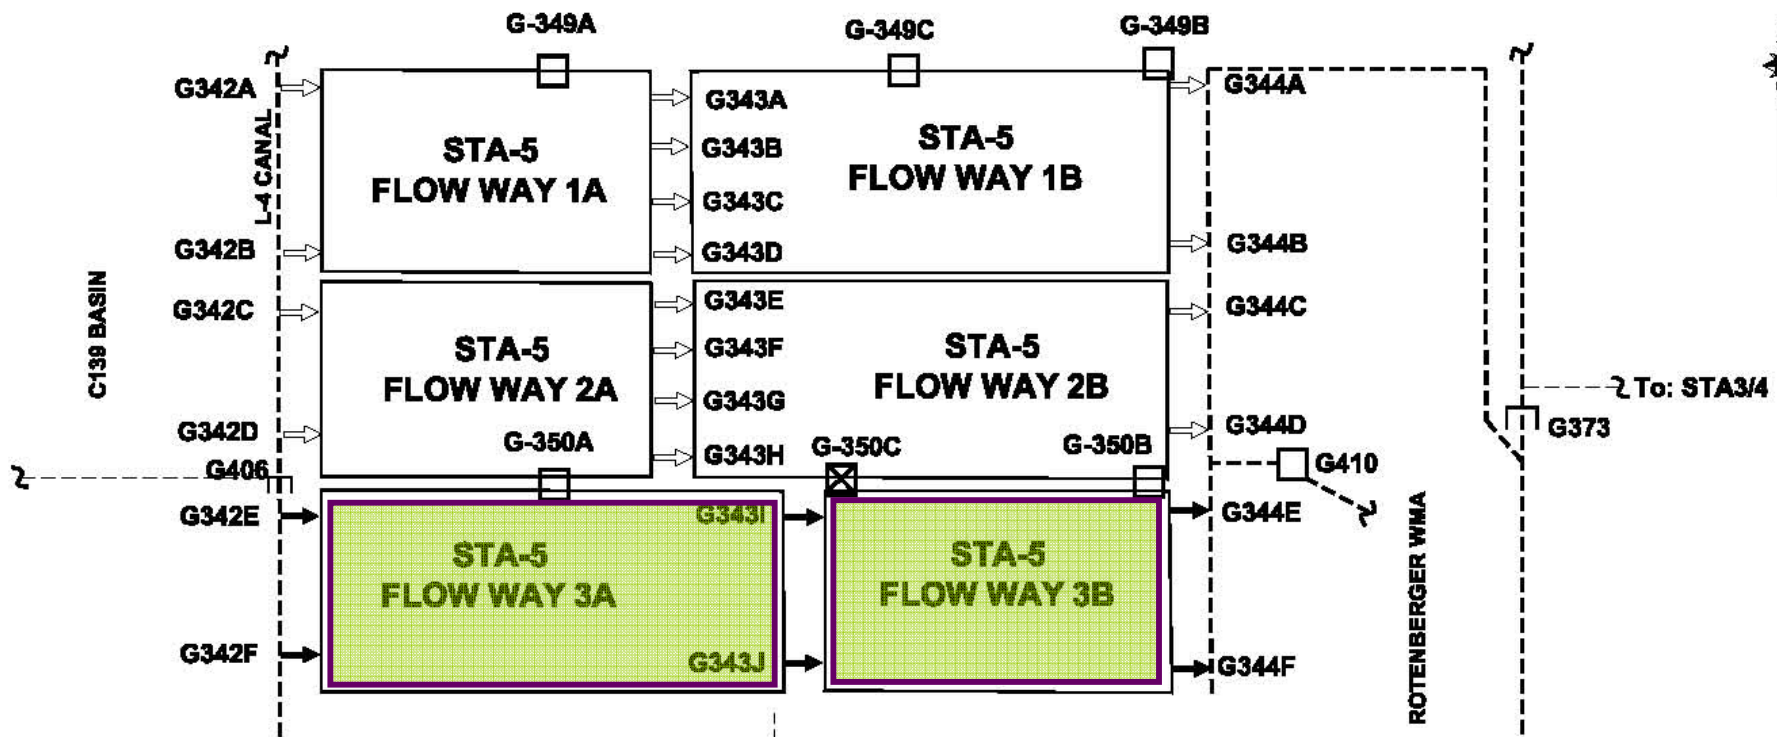 G-349A
G-349C
G-349B
G342A
G343A
G344A
L-4 CANAL
STA-5
FLOW WAY 1A
G343B
STA-5
FLOW WAY 1B
G343C
G342B
G343D
G344B
C139 BASIN
G342C
G343E
G344C
STA-5
FLOW WAY 2A
G343F
STA-5
FLOW WAY 2B
G343G
To: STA3/4
G342D
G-350A
G343H
G-350C
G-350B
G344D
G373
G406
G410
G342E
G343I
G344E
STA-5
FLOW WAY 3A
STA-5
FLOW WAY 3B
ROTENBERGER WMA
G342F
G343J
G344F